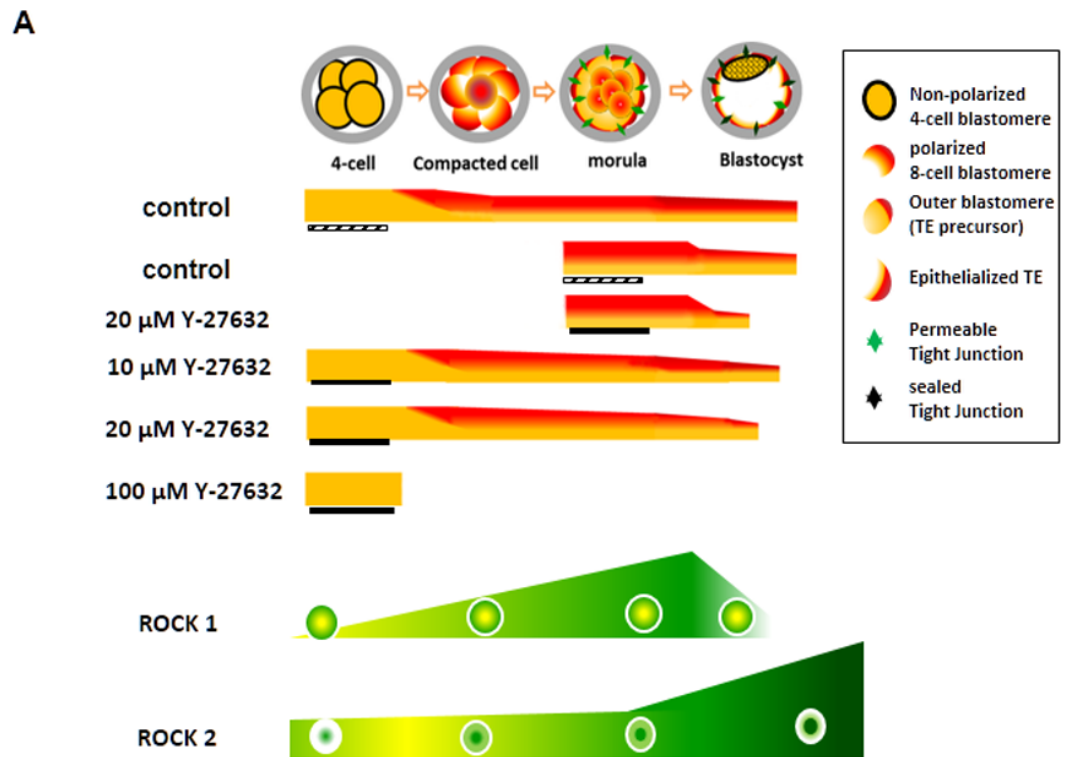 A
4-cell
Compacted cell
morula
Blastocyst
control
control
20 µM Y-27632
10 µM Y-27632
20 µM Y-27632
100 µM Y-27632
ROCK 1
ROCK 2
Non-polarized
4-cell blastomere
polarized
8-cell blastomere
Outer blastomere
(TE precursor)
Epithelialized TE
Permeable
Tight Junction
sealed
Tight Junction